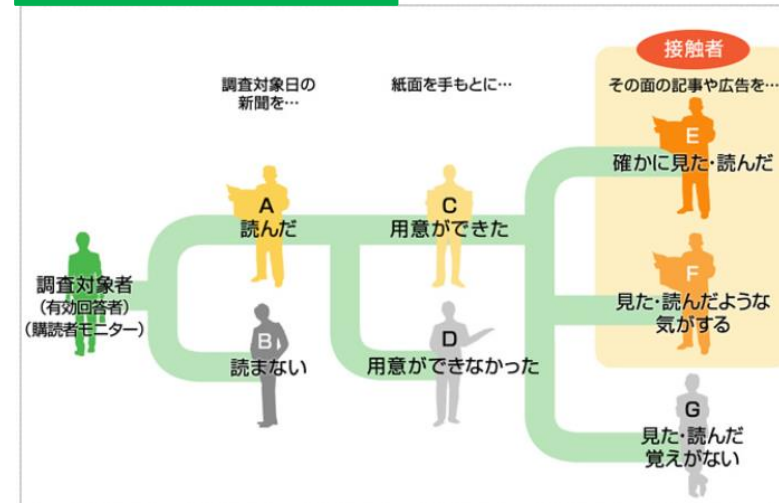 接触者
調査対象日の
新聞を…
紙面を手もとに…
その面の記事や広告を…
A
読んだ
B
読まない
C
用意ができた
D
用意ができなかった
E
確かに見た・読んだ
F
見た・読んだような
気がする
G
見た・読んだ
覚えがない
調査対象者
(有効回答者)
(購読者モニター)